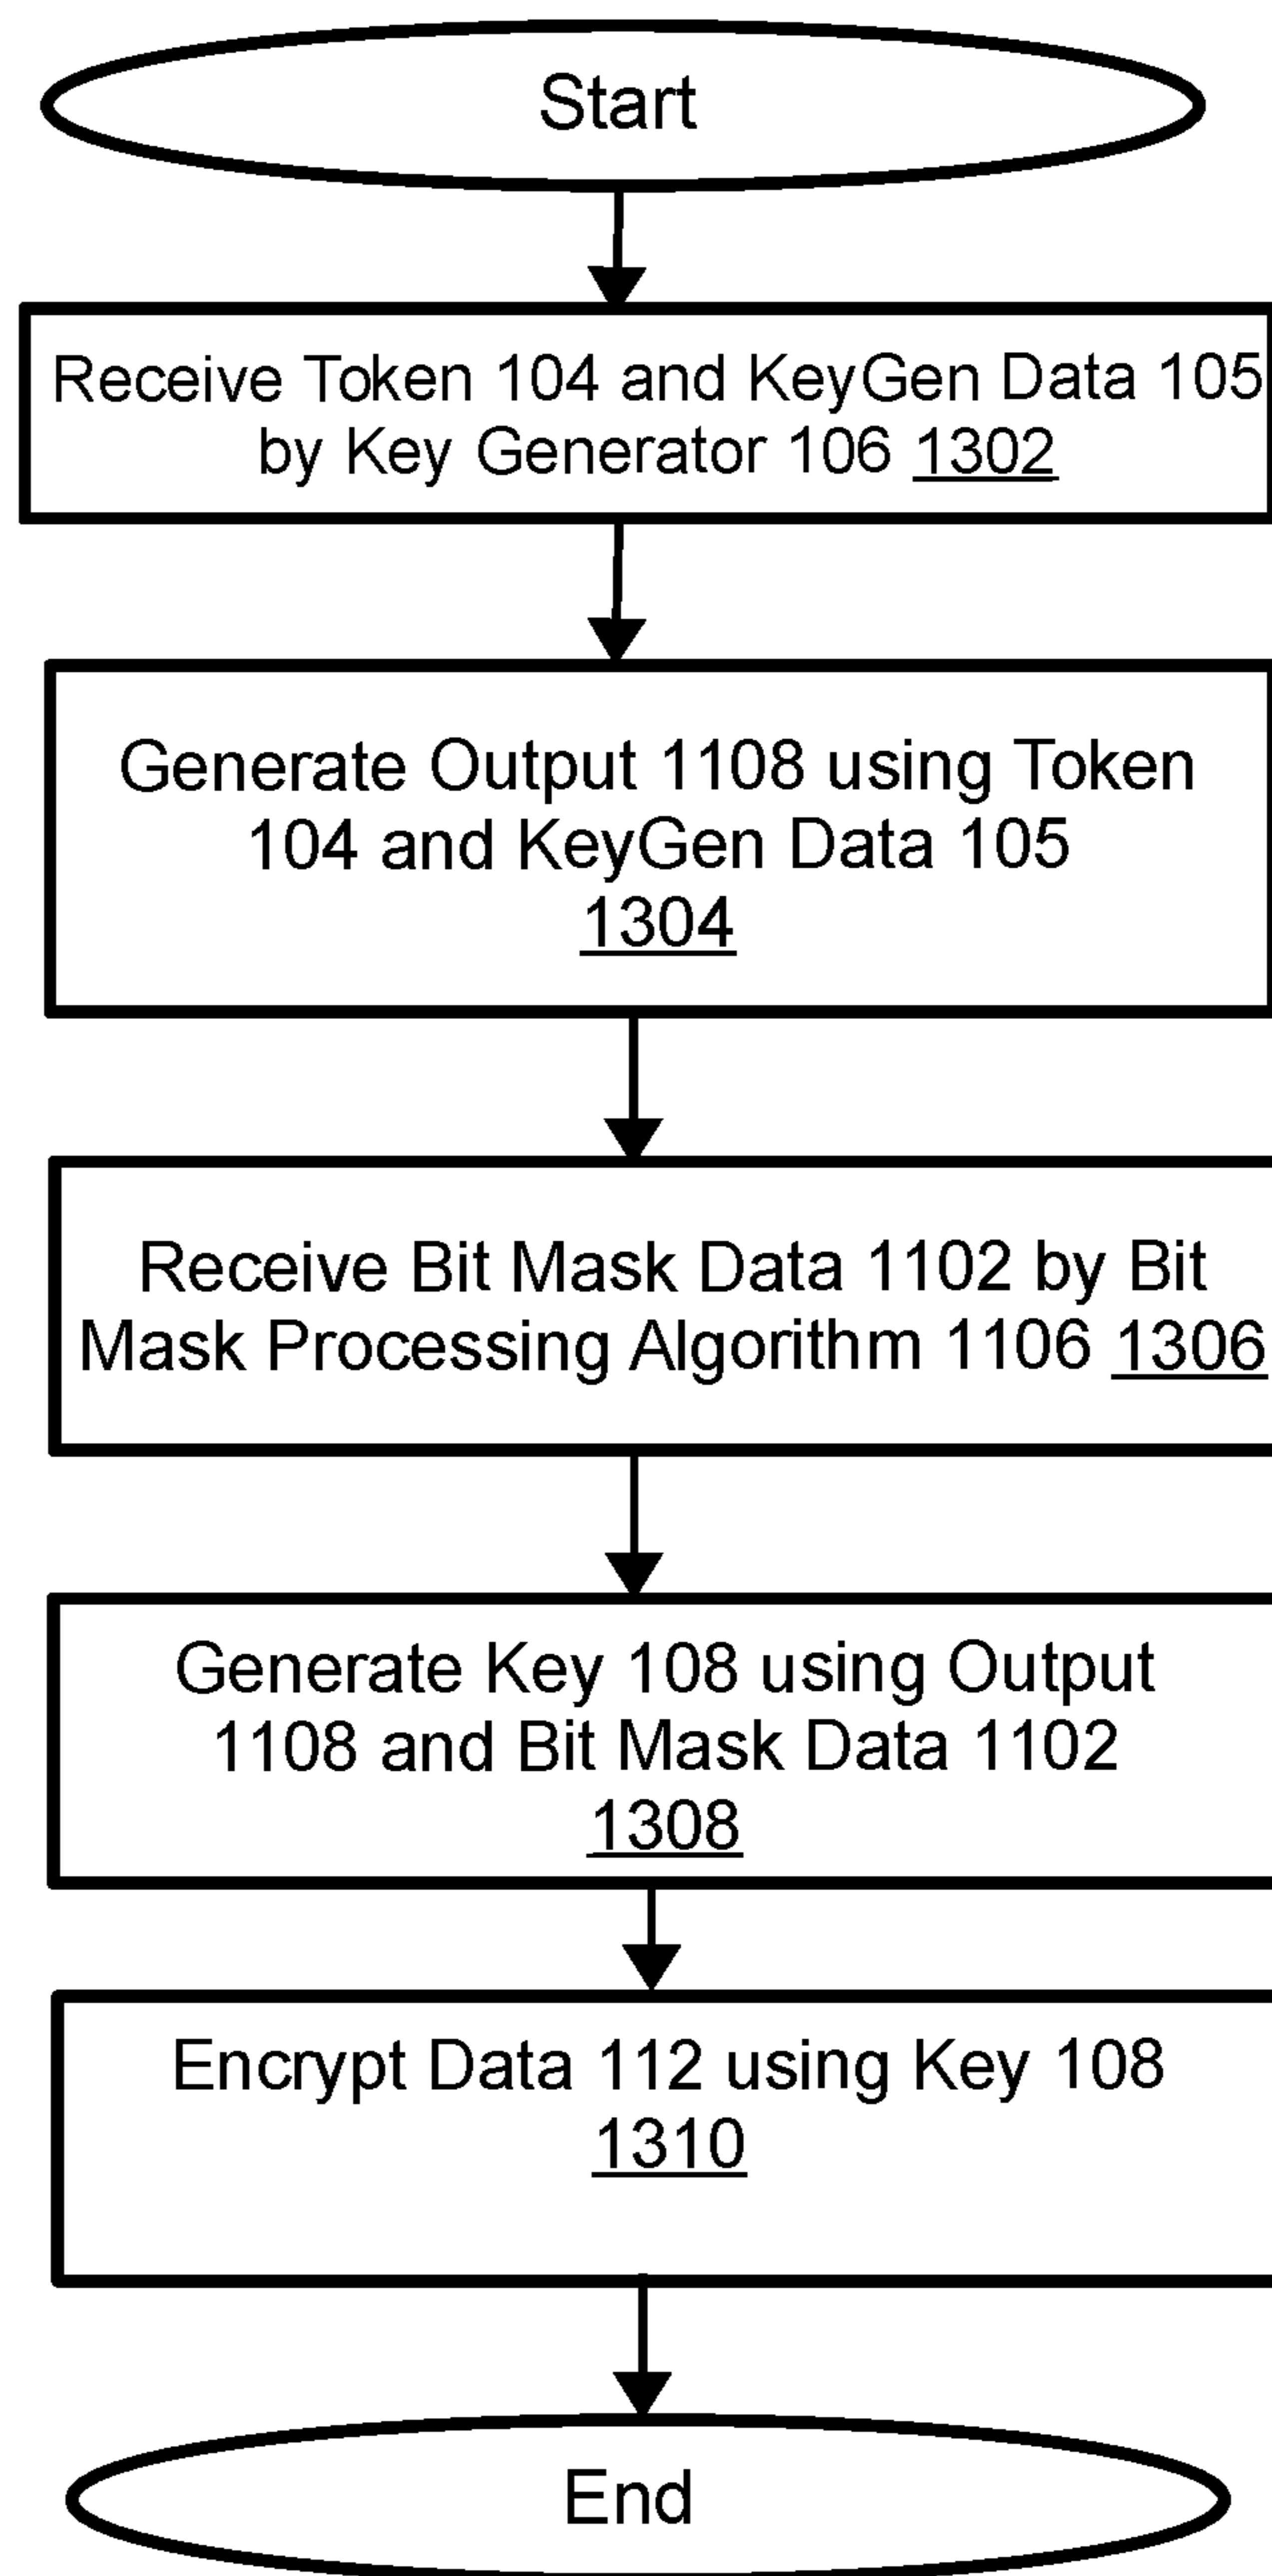 Start
Receive Token 104 and KeyGen Data 105
by Key Generator 106 1302
Generate Output 1108 using Token
104 and KeyGen Data 105
1304
Receive Bit Mask Data 1102 by Bit
Mask Processing Algorithm 1106 1306
Generate Key 108 using Output
1108 and Bit Mask Data 1102
1308
Encrypt Data 112 using Key 108
1310
End